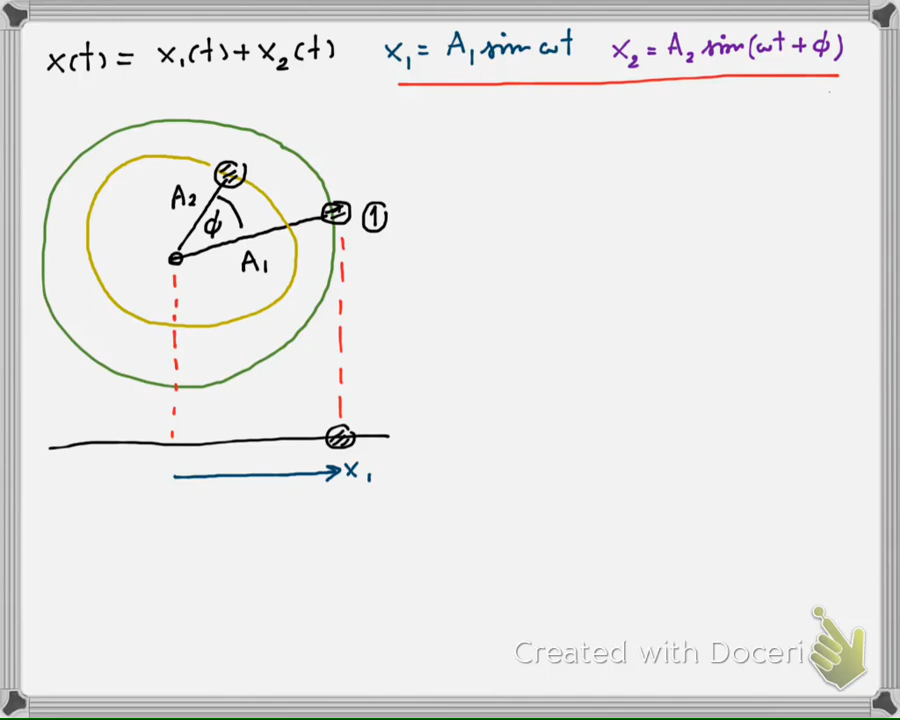 x(t) = x₁(t) + x₂(t) x₁ = A₁ sin ωt x₂ = A₂ sin(ωt + ϕ)
A₂
ϕ
①
A₁
x₁
Created with Doceri